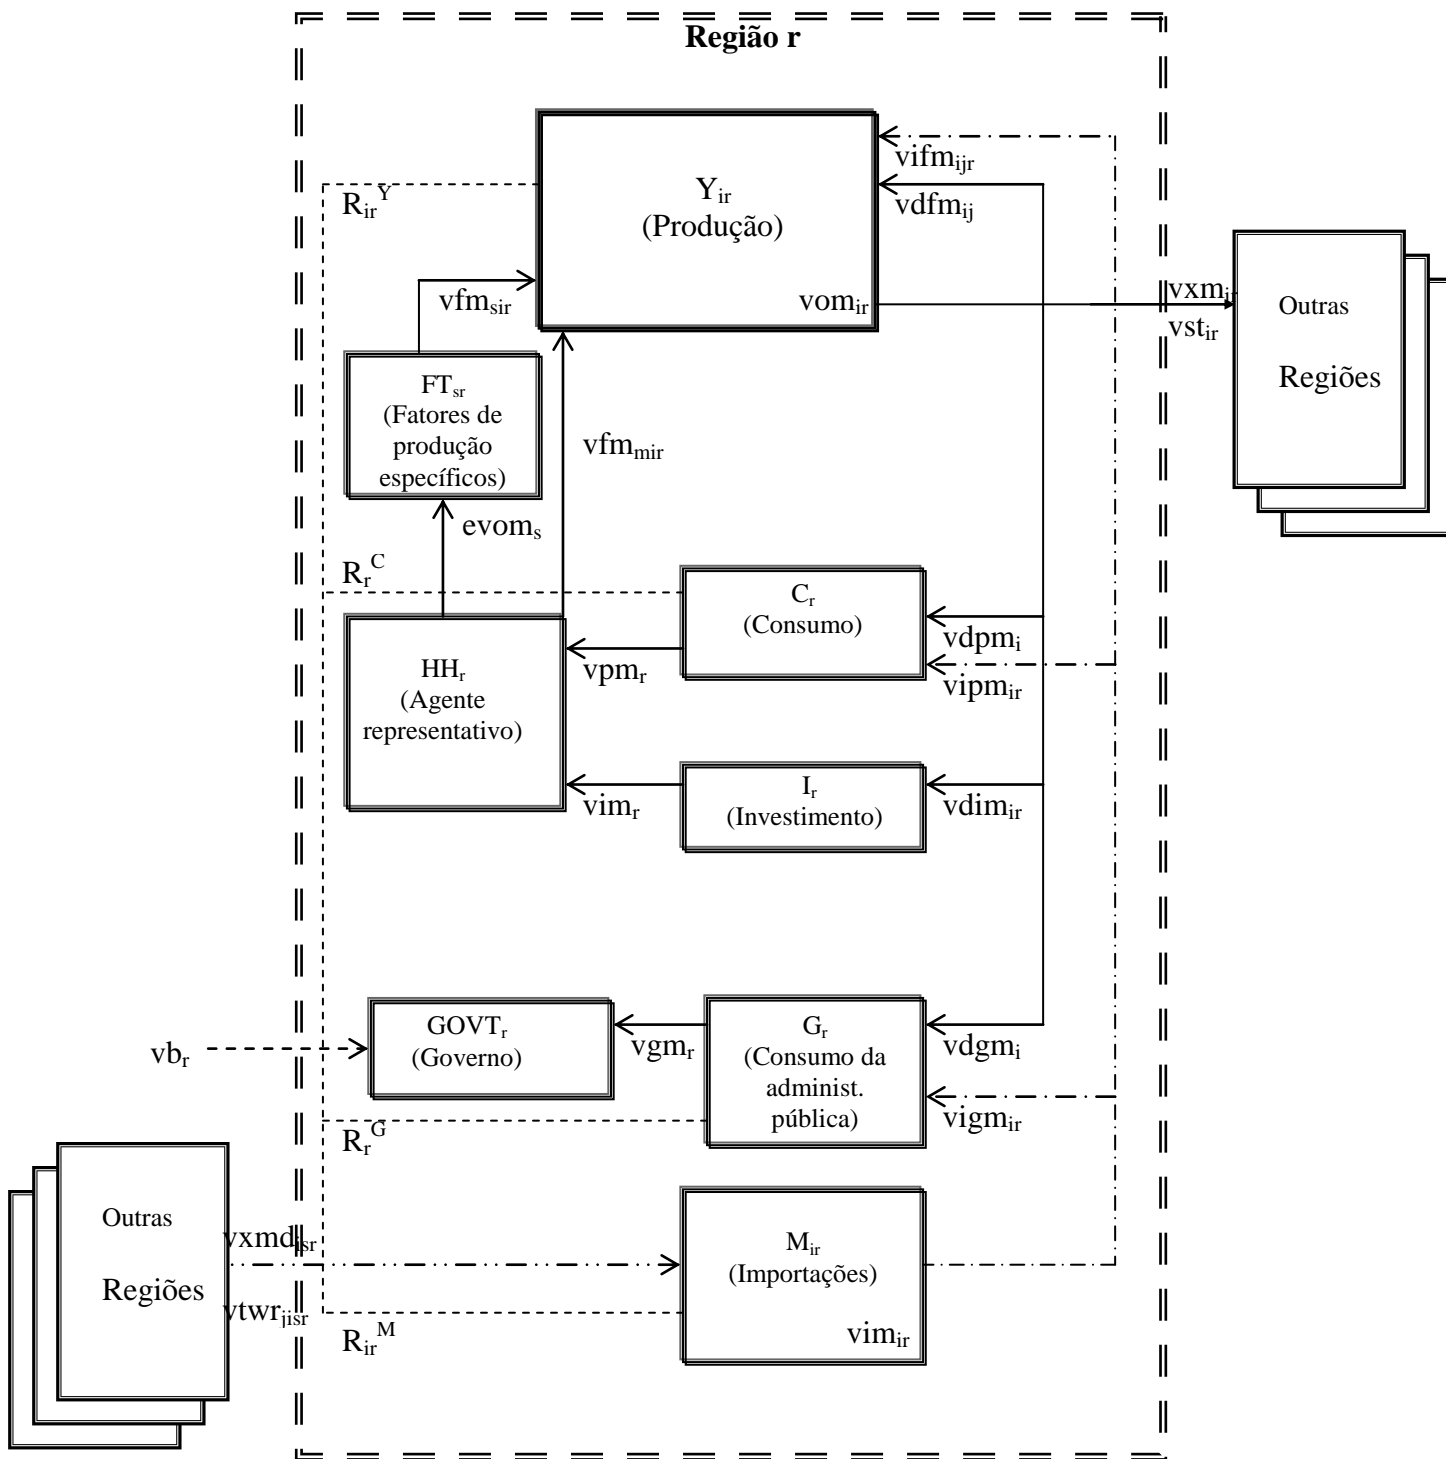 Região r
Y_ir
(Produção)
R_ir^Y
vifm_ijr
vdfm_ij
vfm_sir
vom_ir
vxm_ir
vst_ir
Outras
Regiões
FT_sr
(Fatores de
produção
específicos)
vfm_mir
evom_s
R_r^C
C_r
(Consumo)
vdpm_i
vipm_ir
HH_r
(Agente
representativo)
vpm_r
I_r
(Investimento)
vim_r
vdim_ir
GOVT_r
(Governo)
vb_r
vgm_r
G_r
(Consumo da
administ.
pública)
vdgm_i
vigm_ir
R_r^G
Outras
Regiões
vxmd_isr
vtwr_jisr
M_ir
(Importações)
vim_ir
R_ir^M